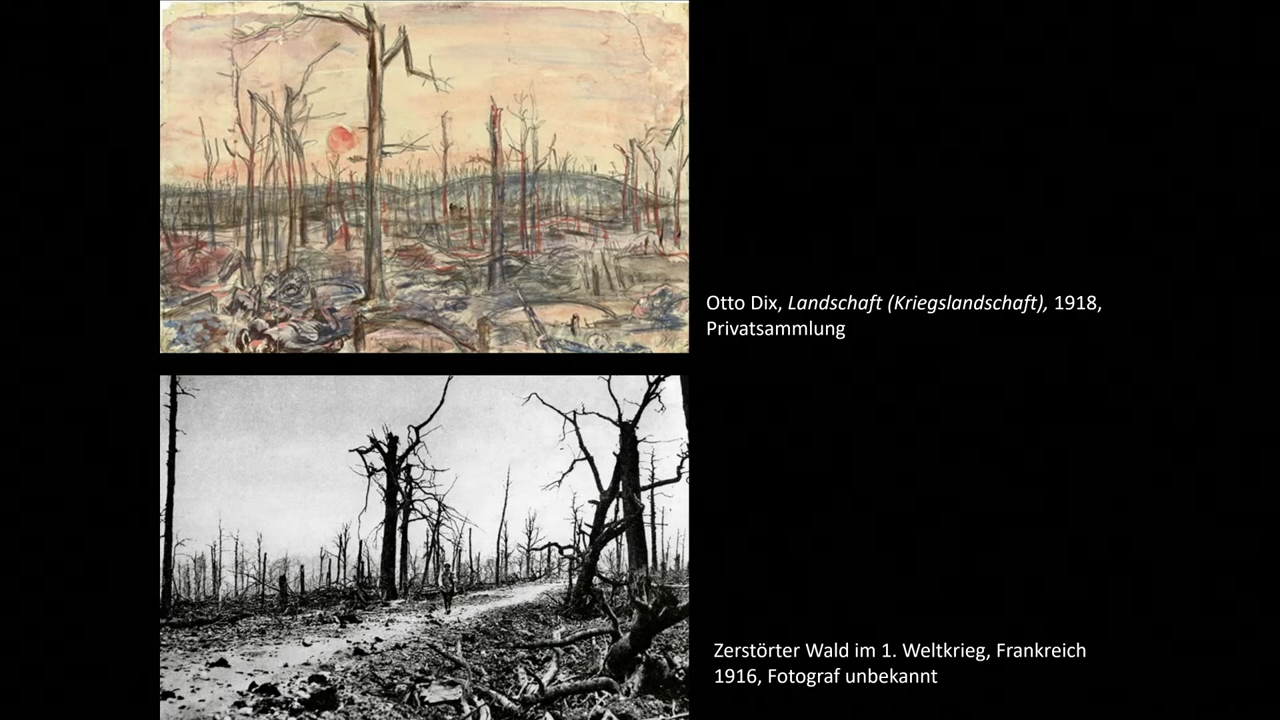 Otto Dix, Landschaft (Kriegslandschaft), 1918,
Privatsammlung
Zerstörter Wald im 1. Weltkrieg, Frankreich
1916, Fotograf unbekannt